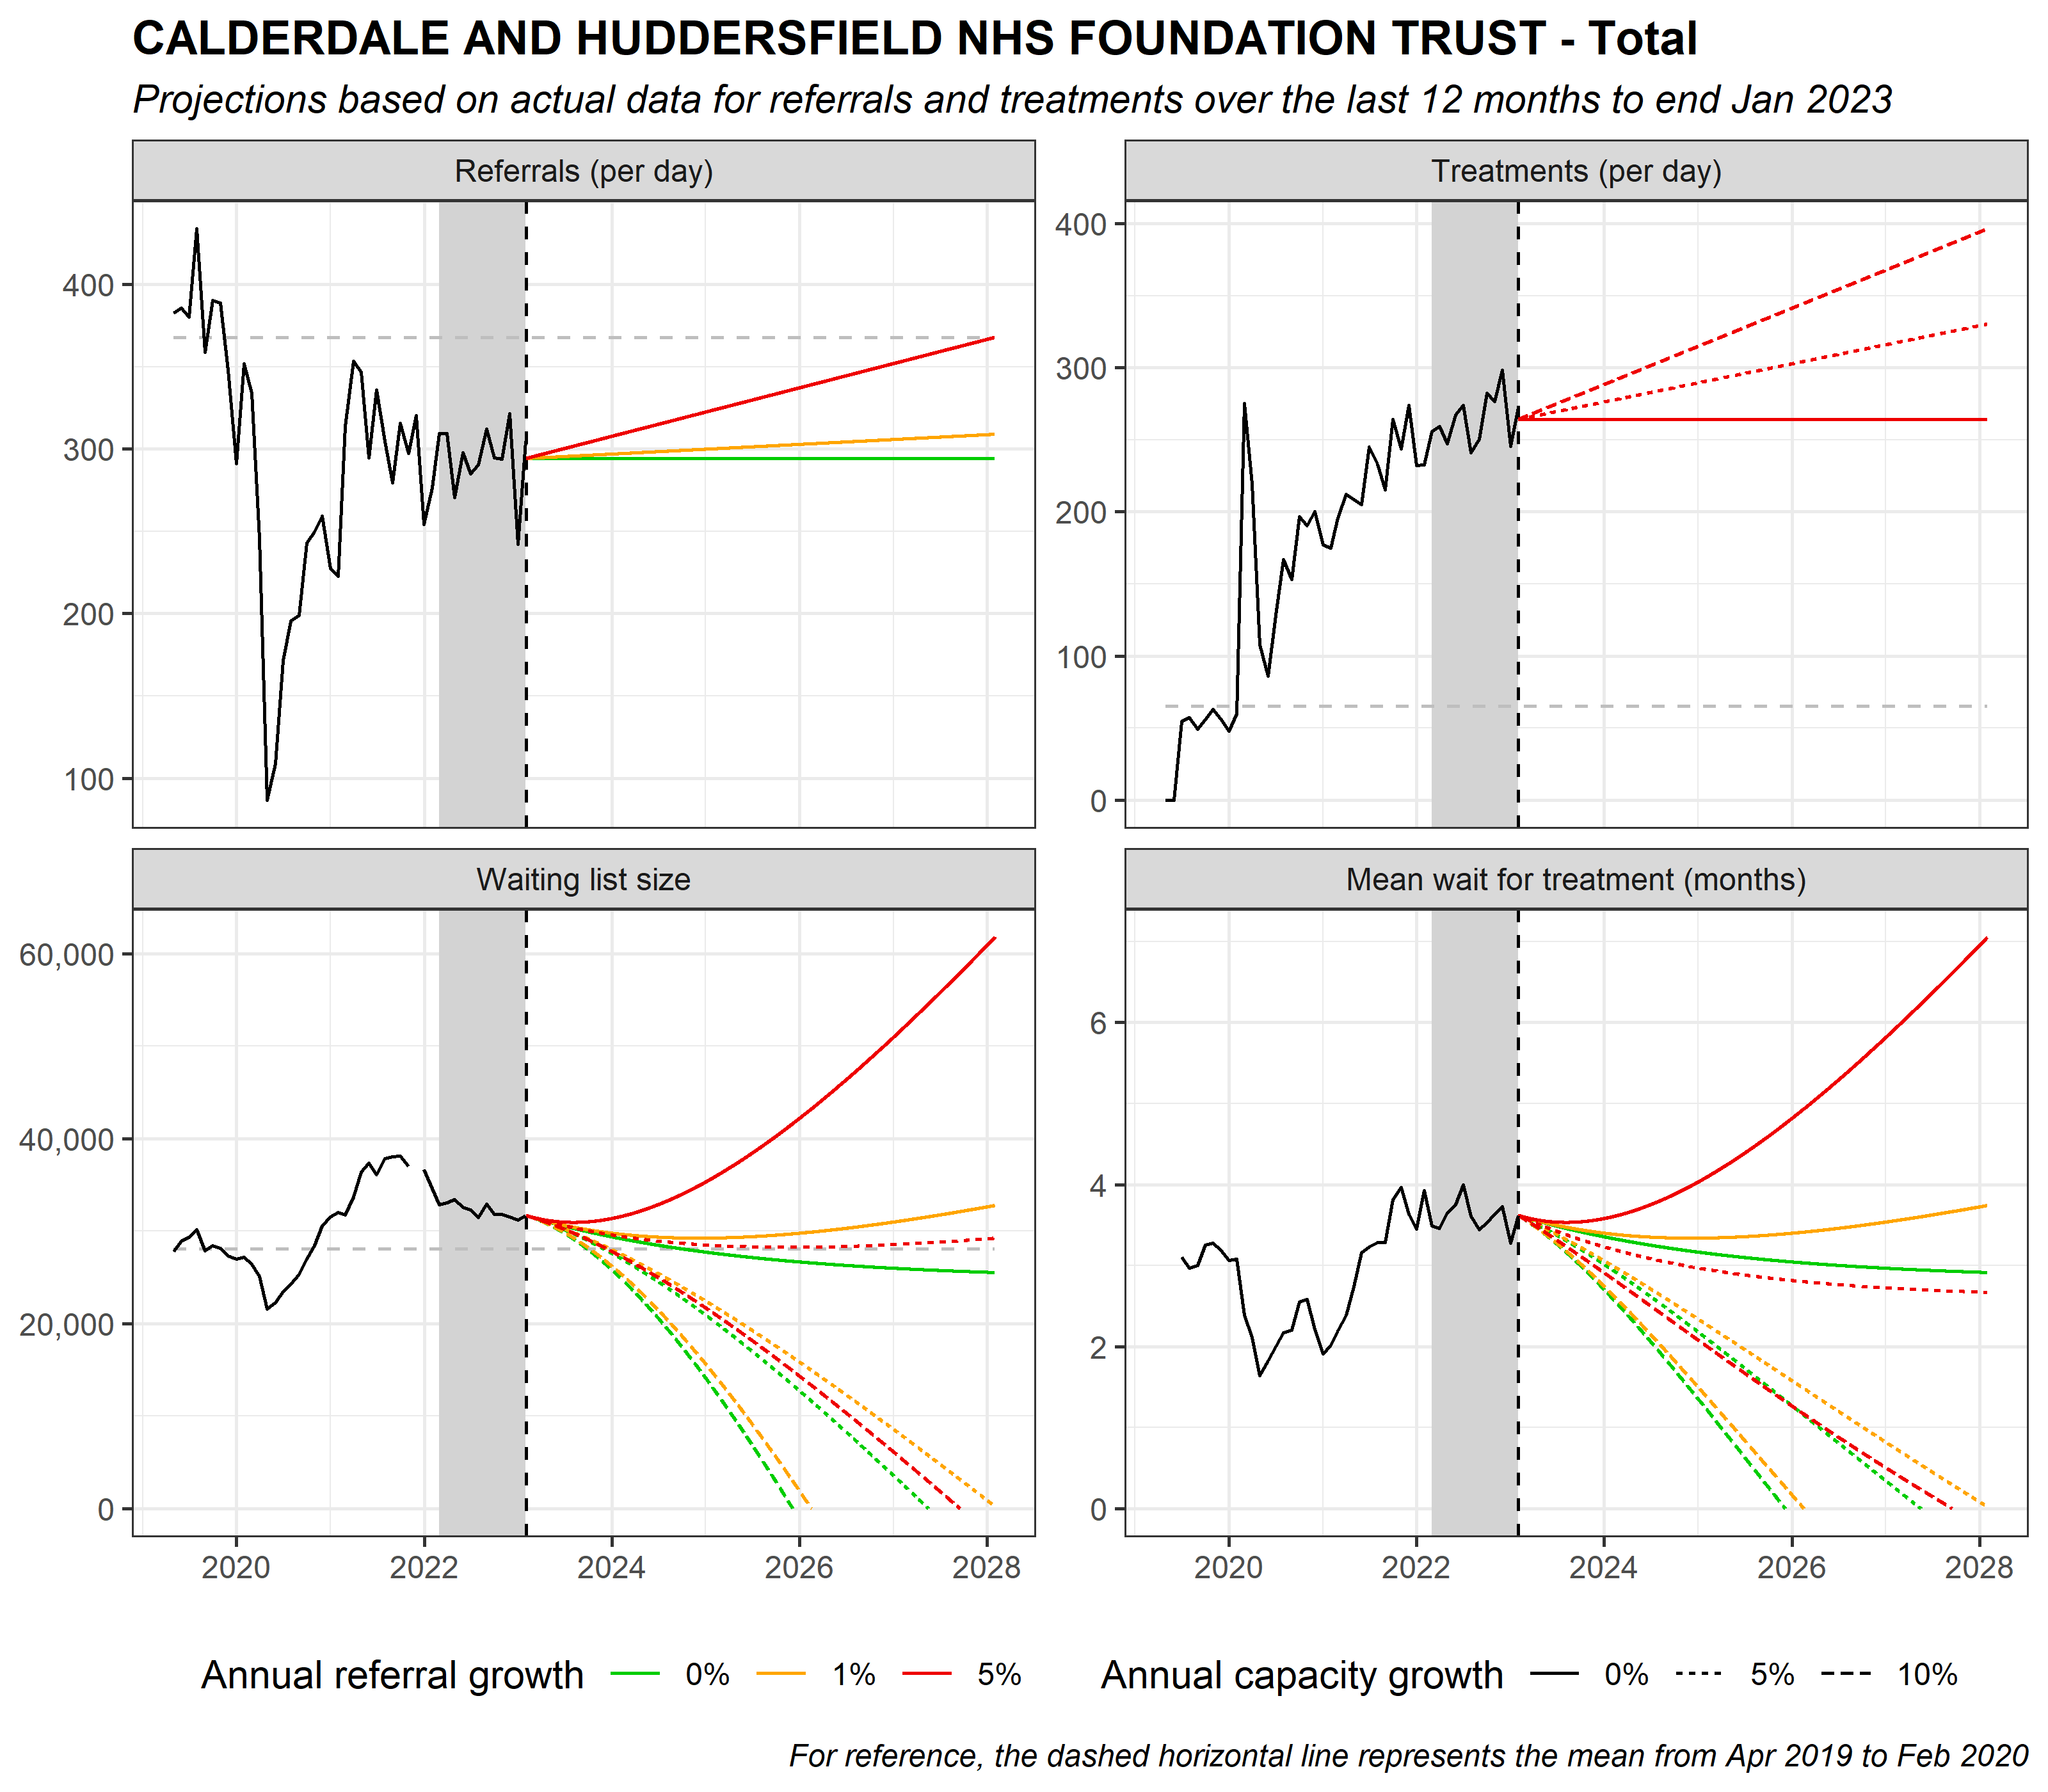 CALDERDALE AND HUDDERSFIELD NHS FOUNDATION TRUST - Total
Projections based on actual data for referrals and treatments over the last 12 months to end Jan 2023
Referrals (per day)
400
300
200
100
Treatments (per day)
400
300
200
100
0
Waiting list size
60,000
40,000
20,000
0
2020 2022 2024 2026 2028
Mean wait for treatment (months)
6
4
2
0
2020 2022 2024 2026 2028
Annual referral growth 0% 1% 5%
Annual capacity growth 0% 5% 10%
For reference, the dashed horizontal line represents the mean from Apr 2019 to Feb 2020